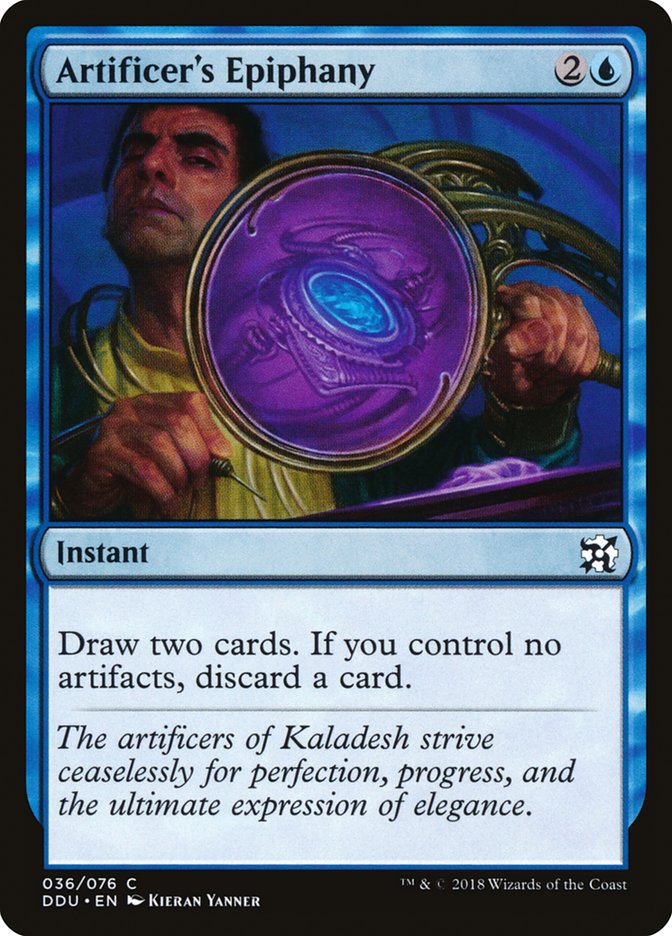 Artificer's Epiphany 2
Instant
Draw two cards. If you control no
artifacts, discard a card.
The artificers of Kaladesh strive
ceaselessly for perfection, progress, and
the ultimate expression of elegance.
036/076 C
DDU • EN Kieran Yanner
™ & © 2018 Wizards of the Coast